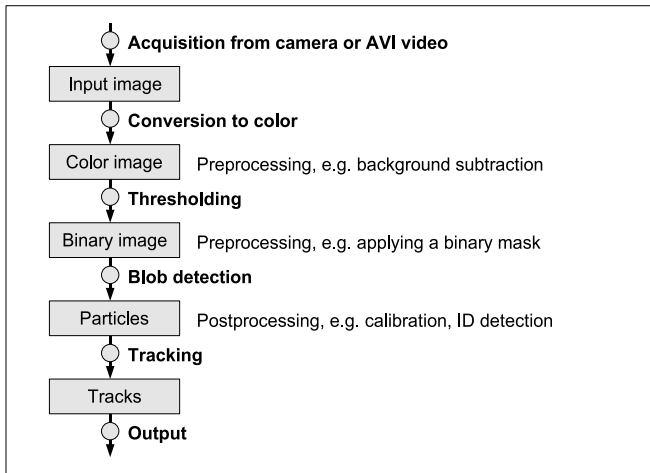 Acquisition from camera or AVI video
Input image
Conversion to color
Color image
Preprocessing, e.g. background subtraction
Thresholding
Binary image
Preprocessing, e.g. applying a binary mask
Blob detection
Particles
Postprocessing, e.g. calibration, ID detection
Tracking
Tracks
Output